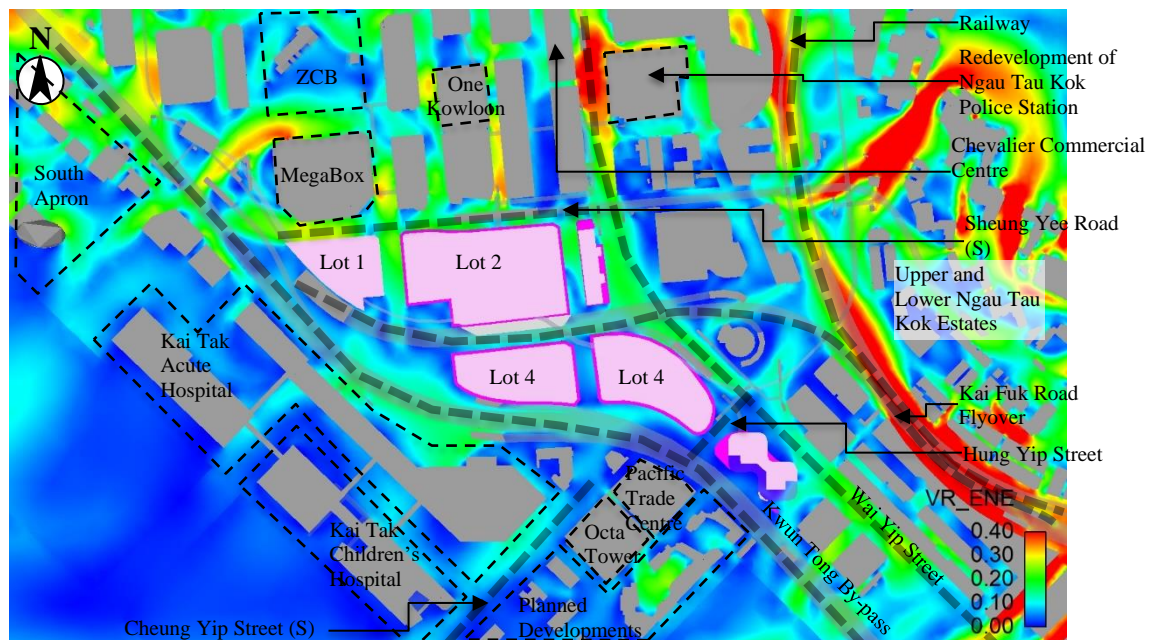 N
ZCB
One
Kowloon
Railway
Redevelopment of
Ngau Tau Kok
Police Station
Chevalier Commercial
Centre
South
Apron
MegaBox
Sheung Yee Road
(S)
Lot 1
Lot 2
Upper and
Lower Ngau Tau
Kok Estates
Kai Tak
Acute
Hospital
Lot 4
Lot 4
Kai Fuk Road
Flyover
Hung Yip Street
Pacific
Trade
Centre
Octa
Tower
Kai Tak
Children's
Hospital
Wai Yip Street
Kwun Tong By-pass
VR_ENE
0.40
0.30
0.20
0.10
0.00
Planned
Developments
Cheung Yip Street (S)